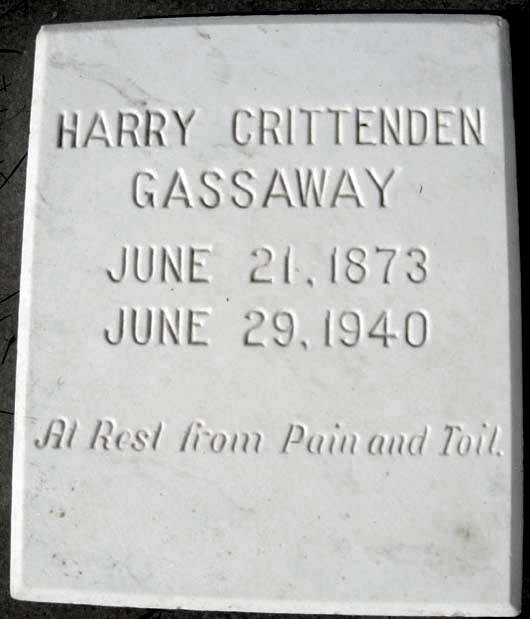 HARRY CRITTENDEN
GASSAWAY
JUNE 21, 1873
JUNE 29, 1940
At Rest from Pain and Toil.